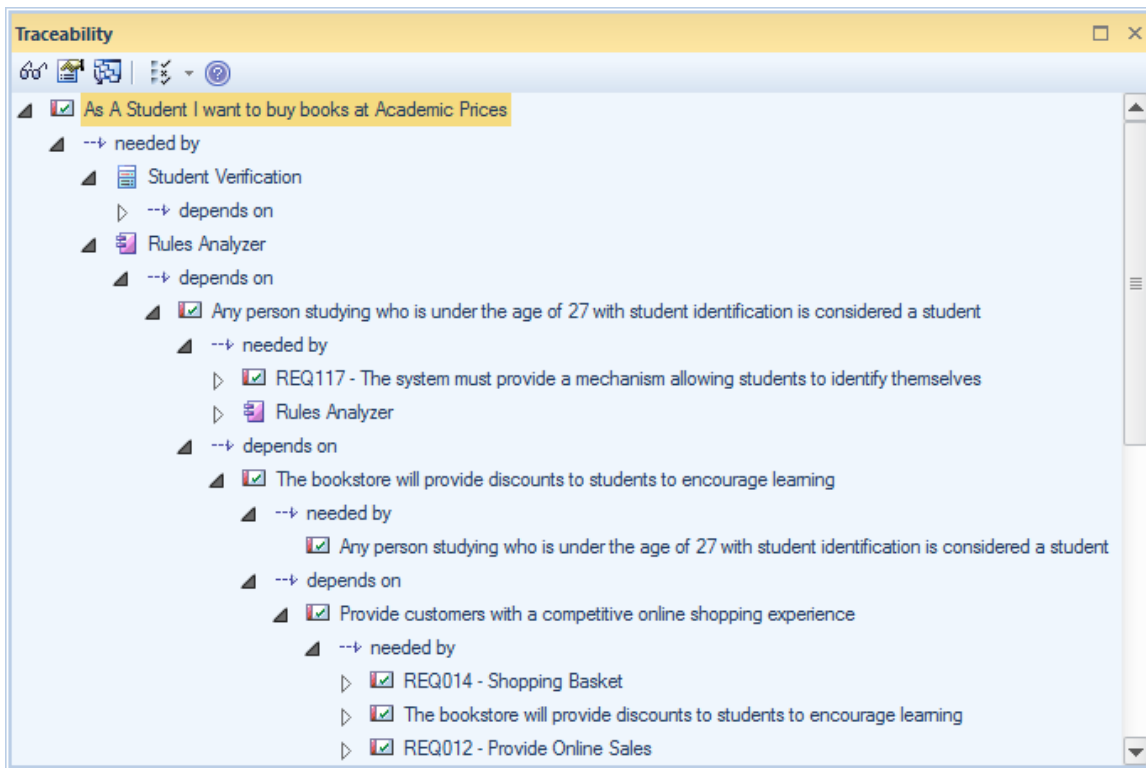 Traceability
As A Student I want to buy books at Academic Prices
needed by
Student Verification
depends on
Rules Analyzer
depends on
Any person studying who is under the age of 27 with student identification is considered a student
needed by
REQ117 - The system must provide a mechanism allowing students to identify themselves
Rules Analyzer
depends on
The bookstore will provide discounts to students to encourage learning
needed by
Any person studying who is under the age of 27 with student identification is considered a student
depends on
Provide customers with a competitive online shopping experience
needed by
REQ014 - Shopping Basket
The bookstore will provide discounts to students to encourage learning
REQ012 - Provide Online Sales